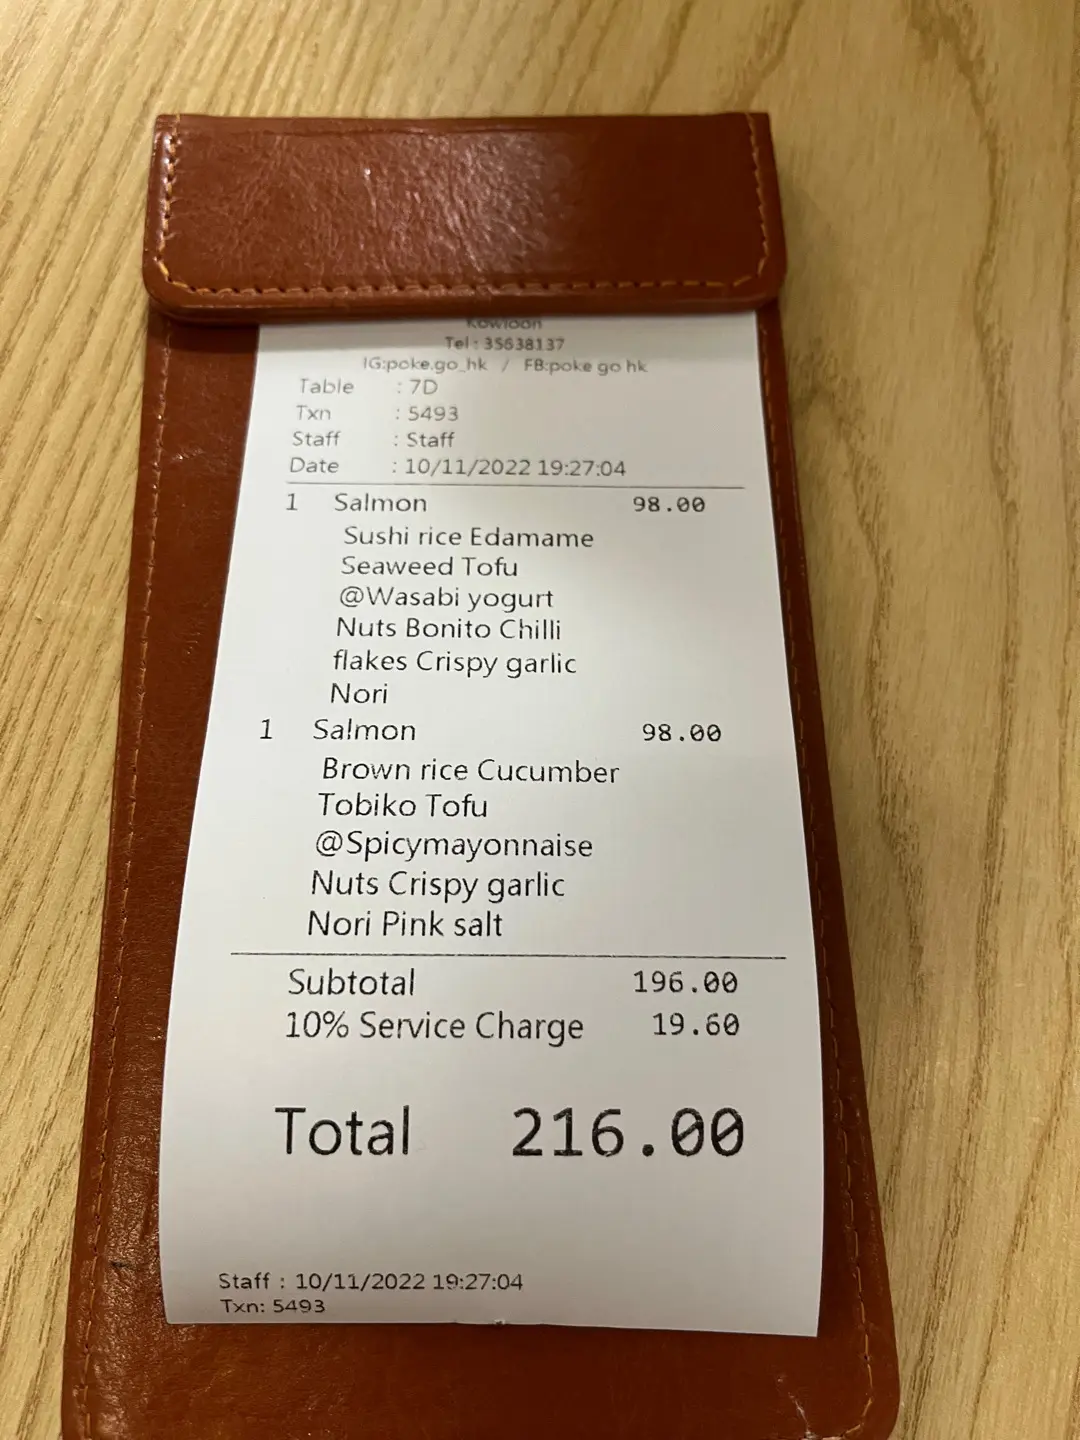 Kowloon
Tel : 35638137
IG:poke.go_hk / FB:poke go hk
Table : 7D
Txn : 5493
Staff : Staff
Date : 10/11/2022 19:27:04
1 Salmon 98.00
Sushi rice Edamame
Seaweed Tofu
@Wasabi yogurt
Nuts Bonito Chilli
flakes Crispy garlic
Nori
1 Salmon 98.00
Brown rice Cucumber
Tobiko Tofu
@Spicymayonnaise
Nuts Crispy garlic
Nori Pink salt
Subtotal 196.00
10% Service Charge 19.60
Total 216.00
Staff : 10/11/2022 19:27:04
Txn: 5493